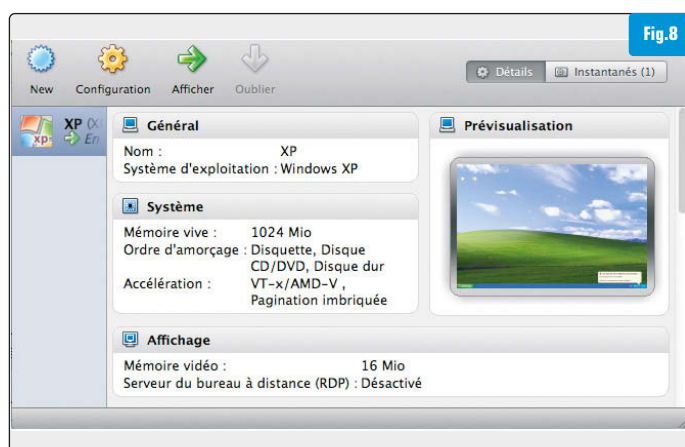 Fig.8
New Configuration Afficher Oublier
Détails Instantanés (1)
XP
En
Général
Nom : XP
Système d'exploitation : Windows XP
Système
Mémoire vive : 1024 Mio
Ordre d'amorçage : Disquette, Disque
CD/DVD, Disque dur
Accélération : VT-x/AMD-V ,
Pagination imbriquée
Prévisualisation
Affichage
Mémoire vidéo : 16 Mio
Serveur du bureau à distance (RDP) : Désactivé